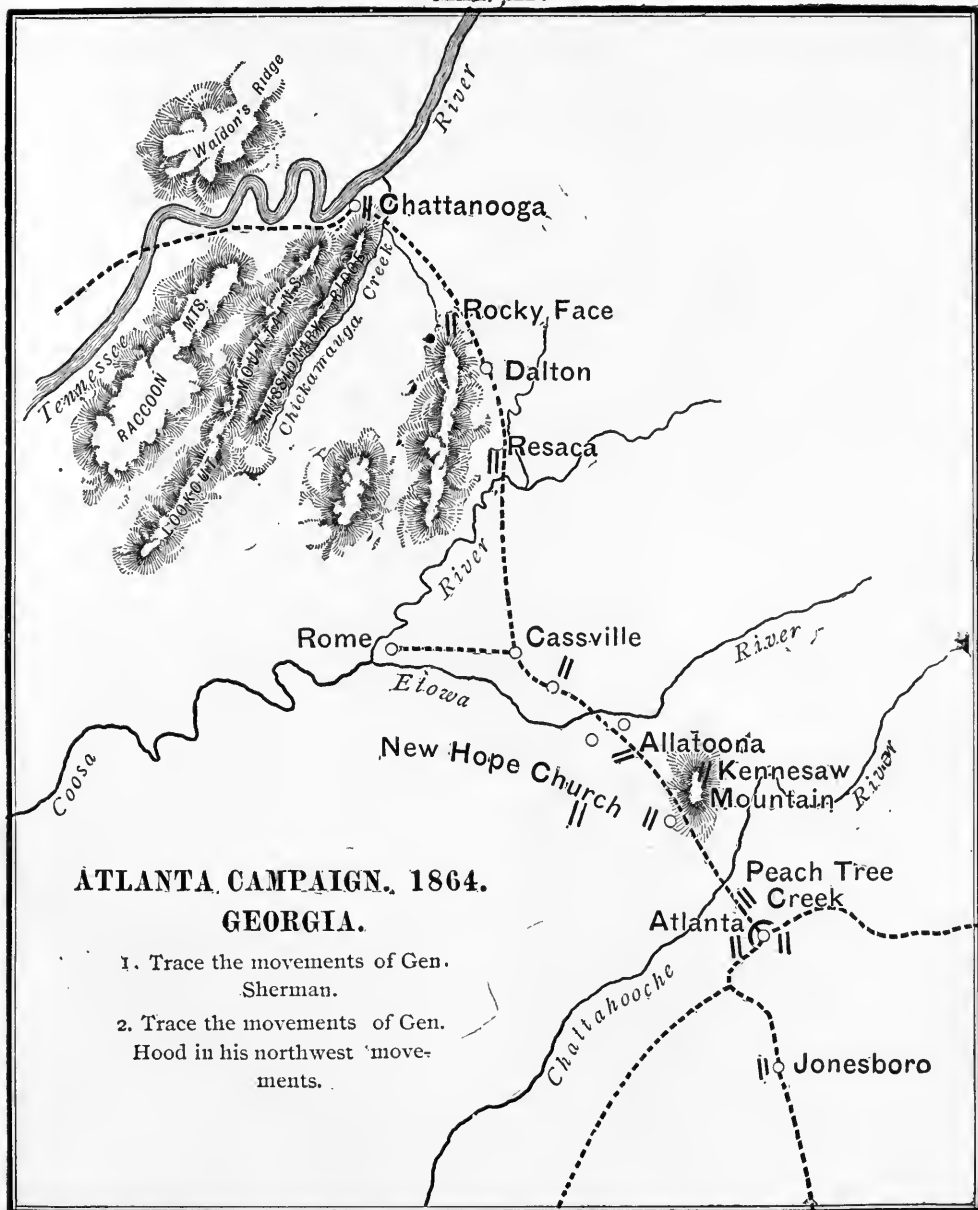 Waldon's Ridge
River
Chattanooga
Tennessee
RACCOON MTS.
LOOKOUT MOUNTAINS
MISSIONARY RIDGE
Chickamauga Creek
Rocky Face
Dalton
Resaca
River
Rome
Cassville
River
Etowa
Coosa
Allatoona
New Hope Church
Kennesaw
Mountain
River
Peach Tree
Creek
Atlanta
Chattahooche
Jonesboro
ATLANTA CAMPAIGN. 1864.
GEORGIA.
1. Trace the movements of Gen.
Sherman.
2. Trace the movements of Gen.
Hood in his northwest move-
ments.